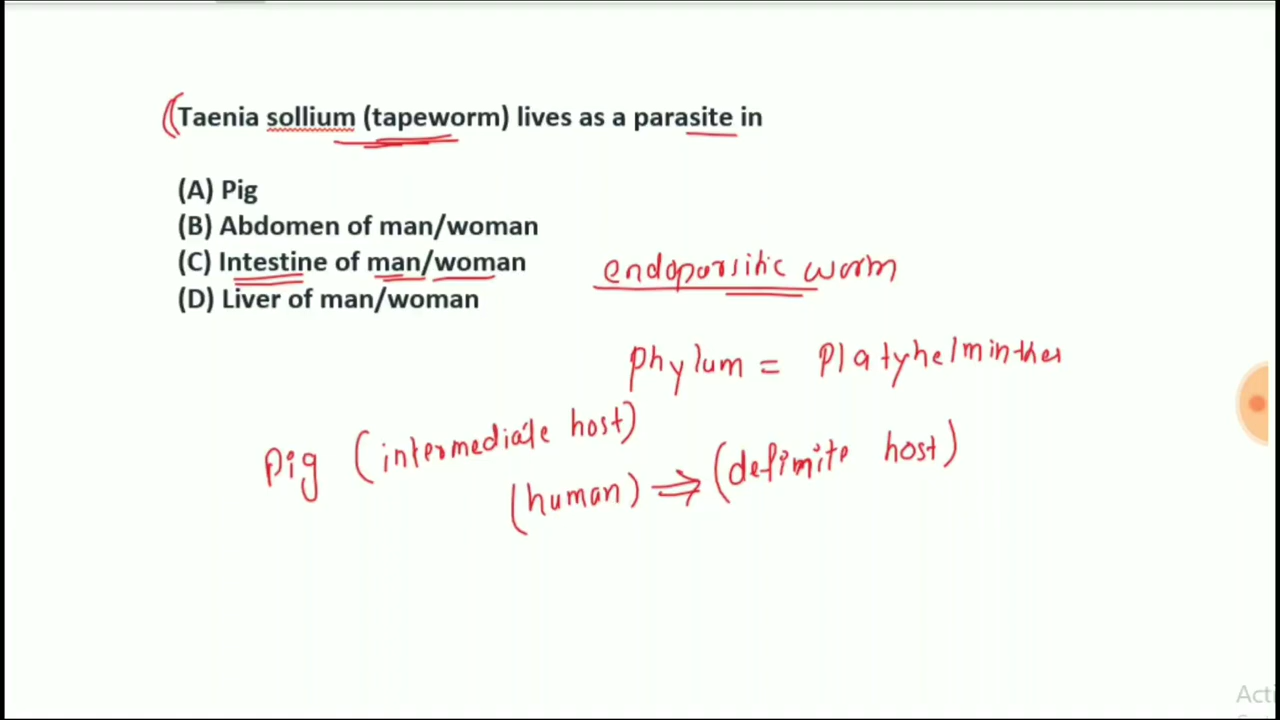 Taenia sollium (tapeworm) lives as a parasite in
(A) Pig
(B) Abdomen of man/woman
(C) Intestine of man/woman
(D) Liver of man/woman
endoparsitic worm
phylum = Platyhelminthes
Pig (intermediate host)
(human) ⇒ (definite host)
Acti